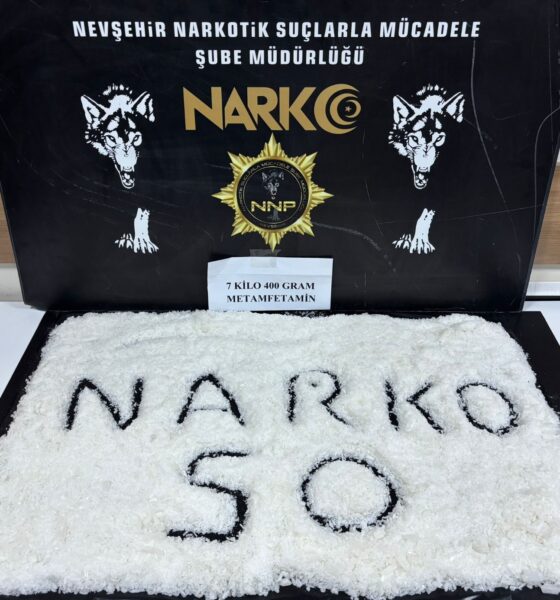 NEVŞEHİR NARKOTİK SUÇLARLA MÜCADELE
ŞUBE MÜDÜRLÜĞÜ
NARKO
NNP
7 KİLO 400 GRAM
METAMFETAMİN
NARKO
50